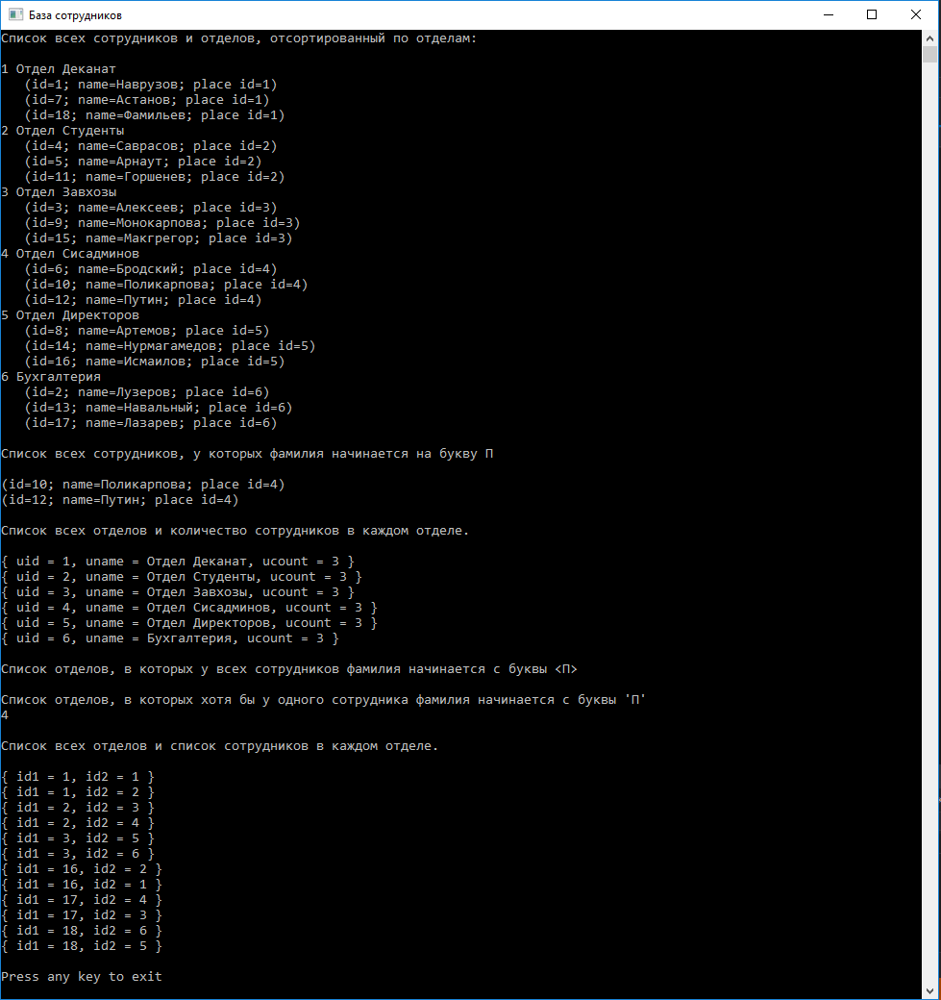 База сотрудников
Список всех сотрудников и отделов, отсортированный по отделам:
1 Отдел Деканат
(id=1; name=Наврузов; place id=1)
(id=7; name=Астанов; place id=1)
(id=18; name=Фамильев; place id=1)
2 Отдел Студенты
(id=4; name=Саврасов; place id=2)
(id=5; name=Арнаут; place id=2)
(id=11; name=Горшенев; place id=2)
3 Отдел Завхозы
(id=3; name=Алексеев; place id=3)
(id=9; name=Монокарпова; place id=3)
(id=15; name=Макгрегор; place id=3)
4 Отдел Сисадминов
(id=6; name=Бродский; place id=4)
(id=10; name=Поликарпова; place id=4)
(id=12; name=Путин; place id=4)
5 Отдел Директоров
(id=8; name=Артемов; place id=5)
(id=14; name=Нурмагамедов; place id=5)
(id=16; name=Исмаилов; place id=5)
6 Бухгалтерия
(id=2; name=Лузеров; place id=6)
(id=13; name=Навальный; place id=6)
(id=17; name=Лазарев; place id=6)
Список всех сотрудников, у которых фамилия начинается на букву П
(id=10; name=Поликарпова; place id=4)
(id=12; name=Путин; place id=4)
Список всех отделов и количество сотрудников в каждом отделе.
{ uid = 1, uname = Отдел Деканат, ucount = 3 }
{ uid = 2, uname = Отдел Студенты, ucount = 3 }
{ uid = 3, uname = Отдел Завхозы, ucount = 3 }
{ uid = 4, uname = Отдел Сисадминов, ucount = 3 }
{ uid = 5, uname = Отдел Директоров, ucount = 3 }
{ uid = 6, uname = Бухгалтерия, ucount = 3 }
Список отделов, в которых у всех сотрудников фамилия начинается с буквы <П>
Список отделов, в которых хотя бы у одного сотрудника фамилия начинается с буквы 'П'
4
Список всех отделов и список сотрудников в каждом отделе.
{ id1 = 1, id2 = 1 }
{ id1 = 1, id2 = 2 }
{ id1 = 2, id2 = 3 }
{ id1 = 2, id2 = 4 }
{ id1 = 3, id2 = 5 }
{ id1 = 3, id2 = 6 }
{ id1 = 16, id2 = 2 }
{ id1 = 16, id2 = 1 }
{ id1 = 17, id2 = 4 }
{ id1 = 17, id2 = 3 }
{ id1 = 18, id2 = 6 }
{ id1 = 18, id2 = 5 }
Press any key to exit